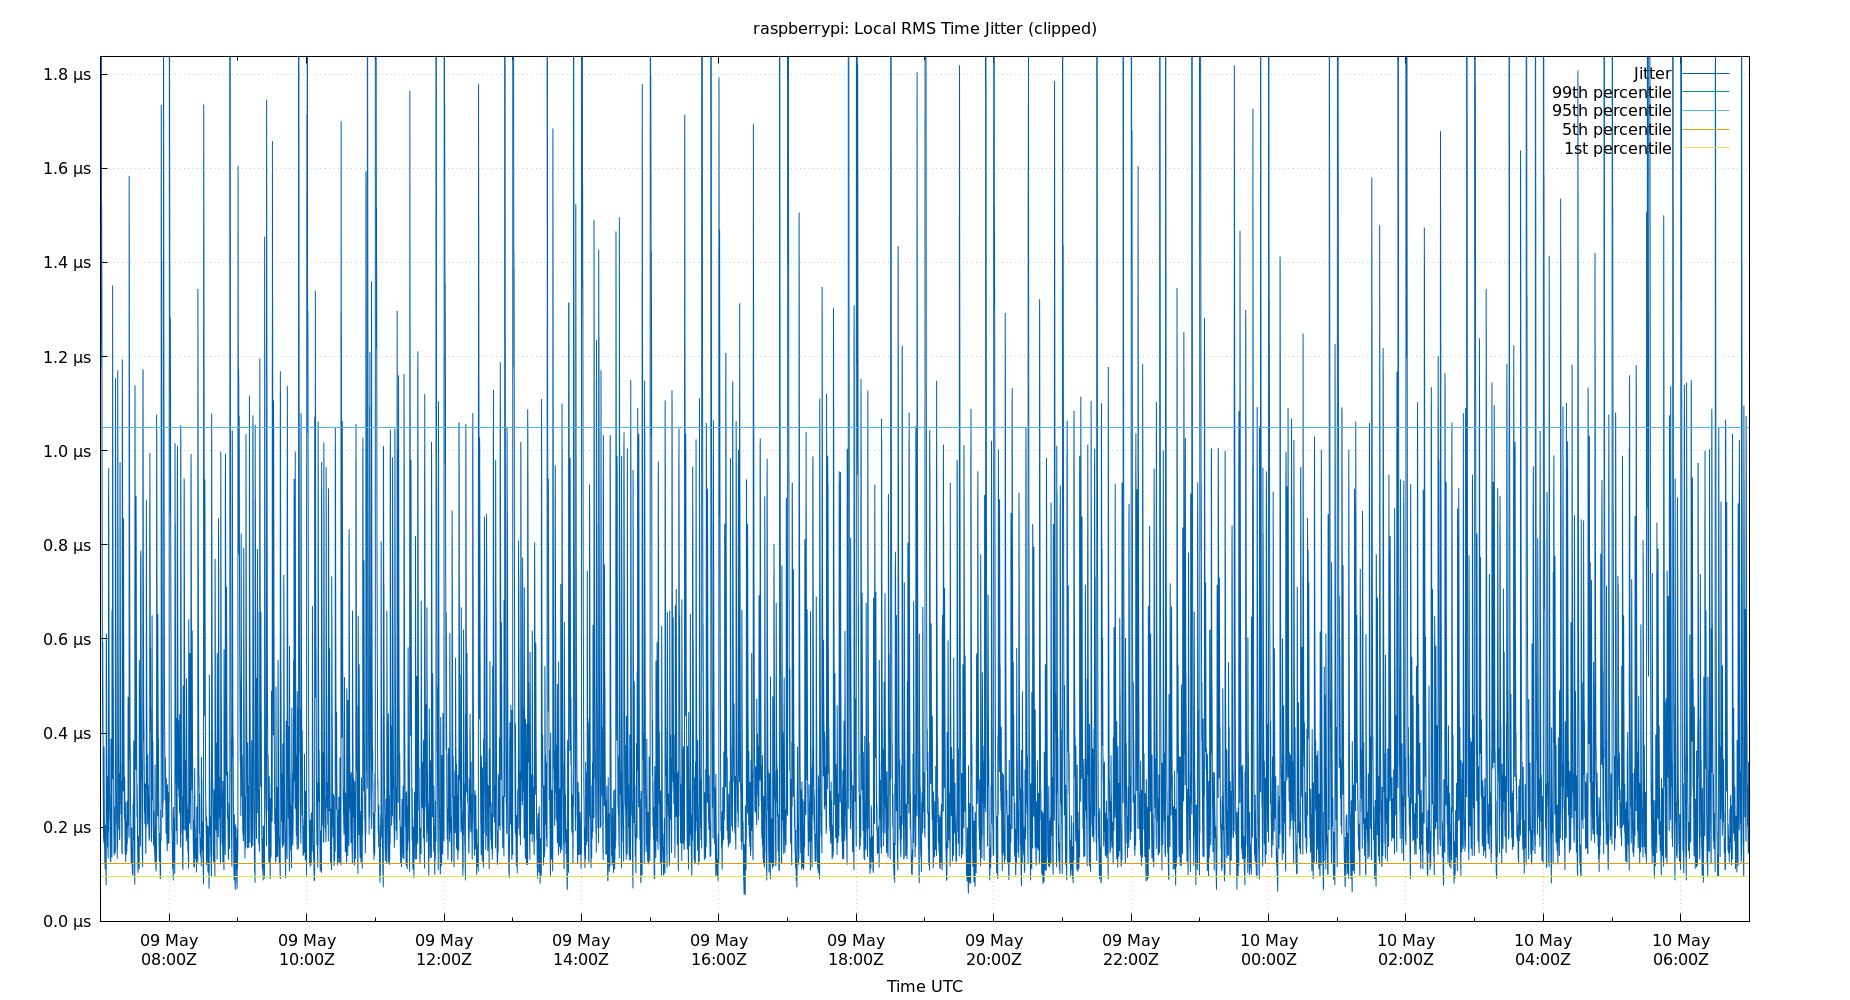 raspberrypi: Local RMS Time Jitter (clipped)
1.8 µs
1.6 µs
1.4 µs
1.2 µs
1.0 µs
0.8 µs
0.6 µs
0.4 µs
0.2 µs
0.0 µs
Jitter
99th percentile
95th percentile
5th percentile
1st percentile
09 May 09 May 09 May 09 May 09 May 09 May 09 May 09 May 10 May 10 May 10 May 10 May
08:00Z 10:00Z 12:00Z 14:00Z 16:00Z 18:00Z 20:00Z 22:00Z 00:00Z 02:00Z 04:00Z 06:00Z
Time UTC